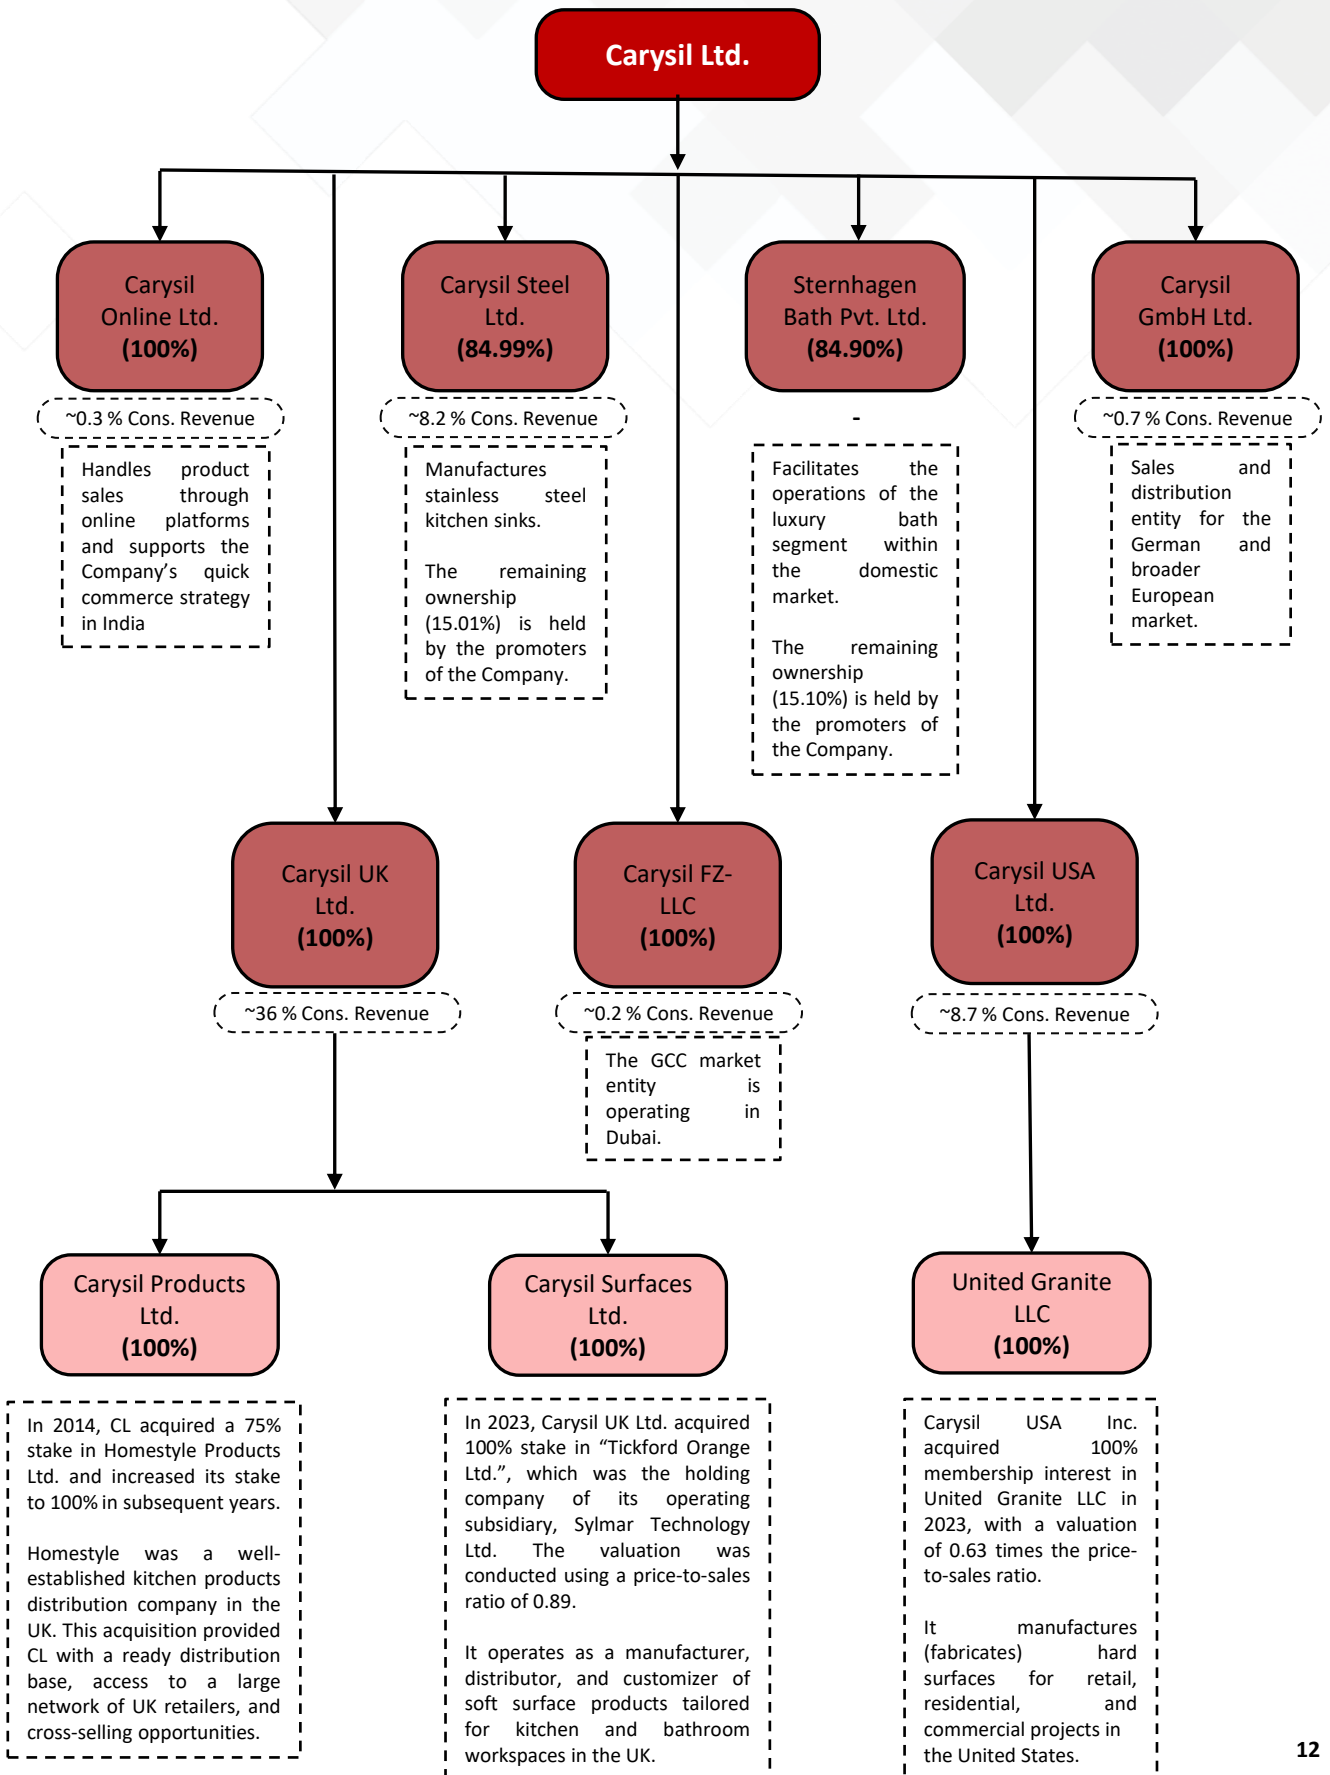 Carysil Ltd.
Carysil
Online Ltd.
(100%)
~0.3 % Cons. Revenue
Handles product
sales through
online platforms
and supports the
Company’s quick
commerce strategy
in India
Carysil Steel
Ltd.
(84.99%)
~8.2 % Cons. Revenue
Manufactures
stainless steel
kitchen sinks.
The remaining
ownership
(15.01%) is held
by the promoters
of the Company.
Sternhagen
Bath Pvt. Ltd.
(84.90%)
-
Facilitates the
operations of the
luxury bath
segment within
the domestic
market.
The remaining
ownership
(15.10%) is held by
the promoters of
the Company.
Carysil
GmbH Ltd.
(100%)
~0.7 % Cons. Revenue
Sales and
distribution
entity for the
German and
broader
European
market.
Carysil UK
Ltd.
(100%)
~36 % Cons. Revenue
Carysil FZ-
LLC
(100%)
~0.2 % Cons. Revenue
The GCC market
entity is
operating in
Dubai.
Carysil USA
Ltd.
(100%)
~8.7 % Cons. Revenue
Carysil Products
Ltd.
(100%)
In 2014, CL acquired a 75%
stake in Homestyle Products
Ltd. and increased its stake
to 100% in subsequent years.
Homestyle was a well-
established kitchen products
distribution company in the
UK. This acquisition provided
CL with a ready distribution
base, access to a large
network of UK retailers, and
cross-selling opportunities.
Carysil Surfaces
Ltd.
(100%)
In 2023, Carysil UK Ltd. acquired
100% stake in “Tickford Orange
Ltd.”, which was the holding
company of its operating
subsidiary, Sylmar Technology
Ltd. The valuation was
conducted using a price-to-sales
ratio of 0.89.
It operates as a manufacturer,
distributor, and customizer of
soft surface products tailored
for kitchen and bathroom
workspaces in the UK.
United Granite
LLC
(100%)
Carysil USA Inc.
acquired 100%
membership interest in
United Granite LLC in
2023, with a valuation
of 0.63 times the price-
to-sales ratio.
It manufactures
(fabricates) hard
surfaces for retail,
residential, and
commercial projects in
the United States.
12